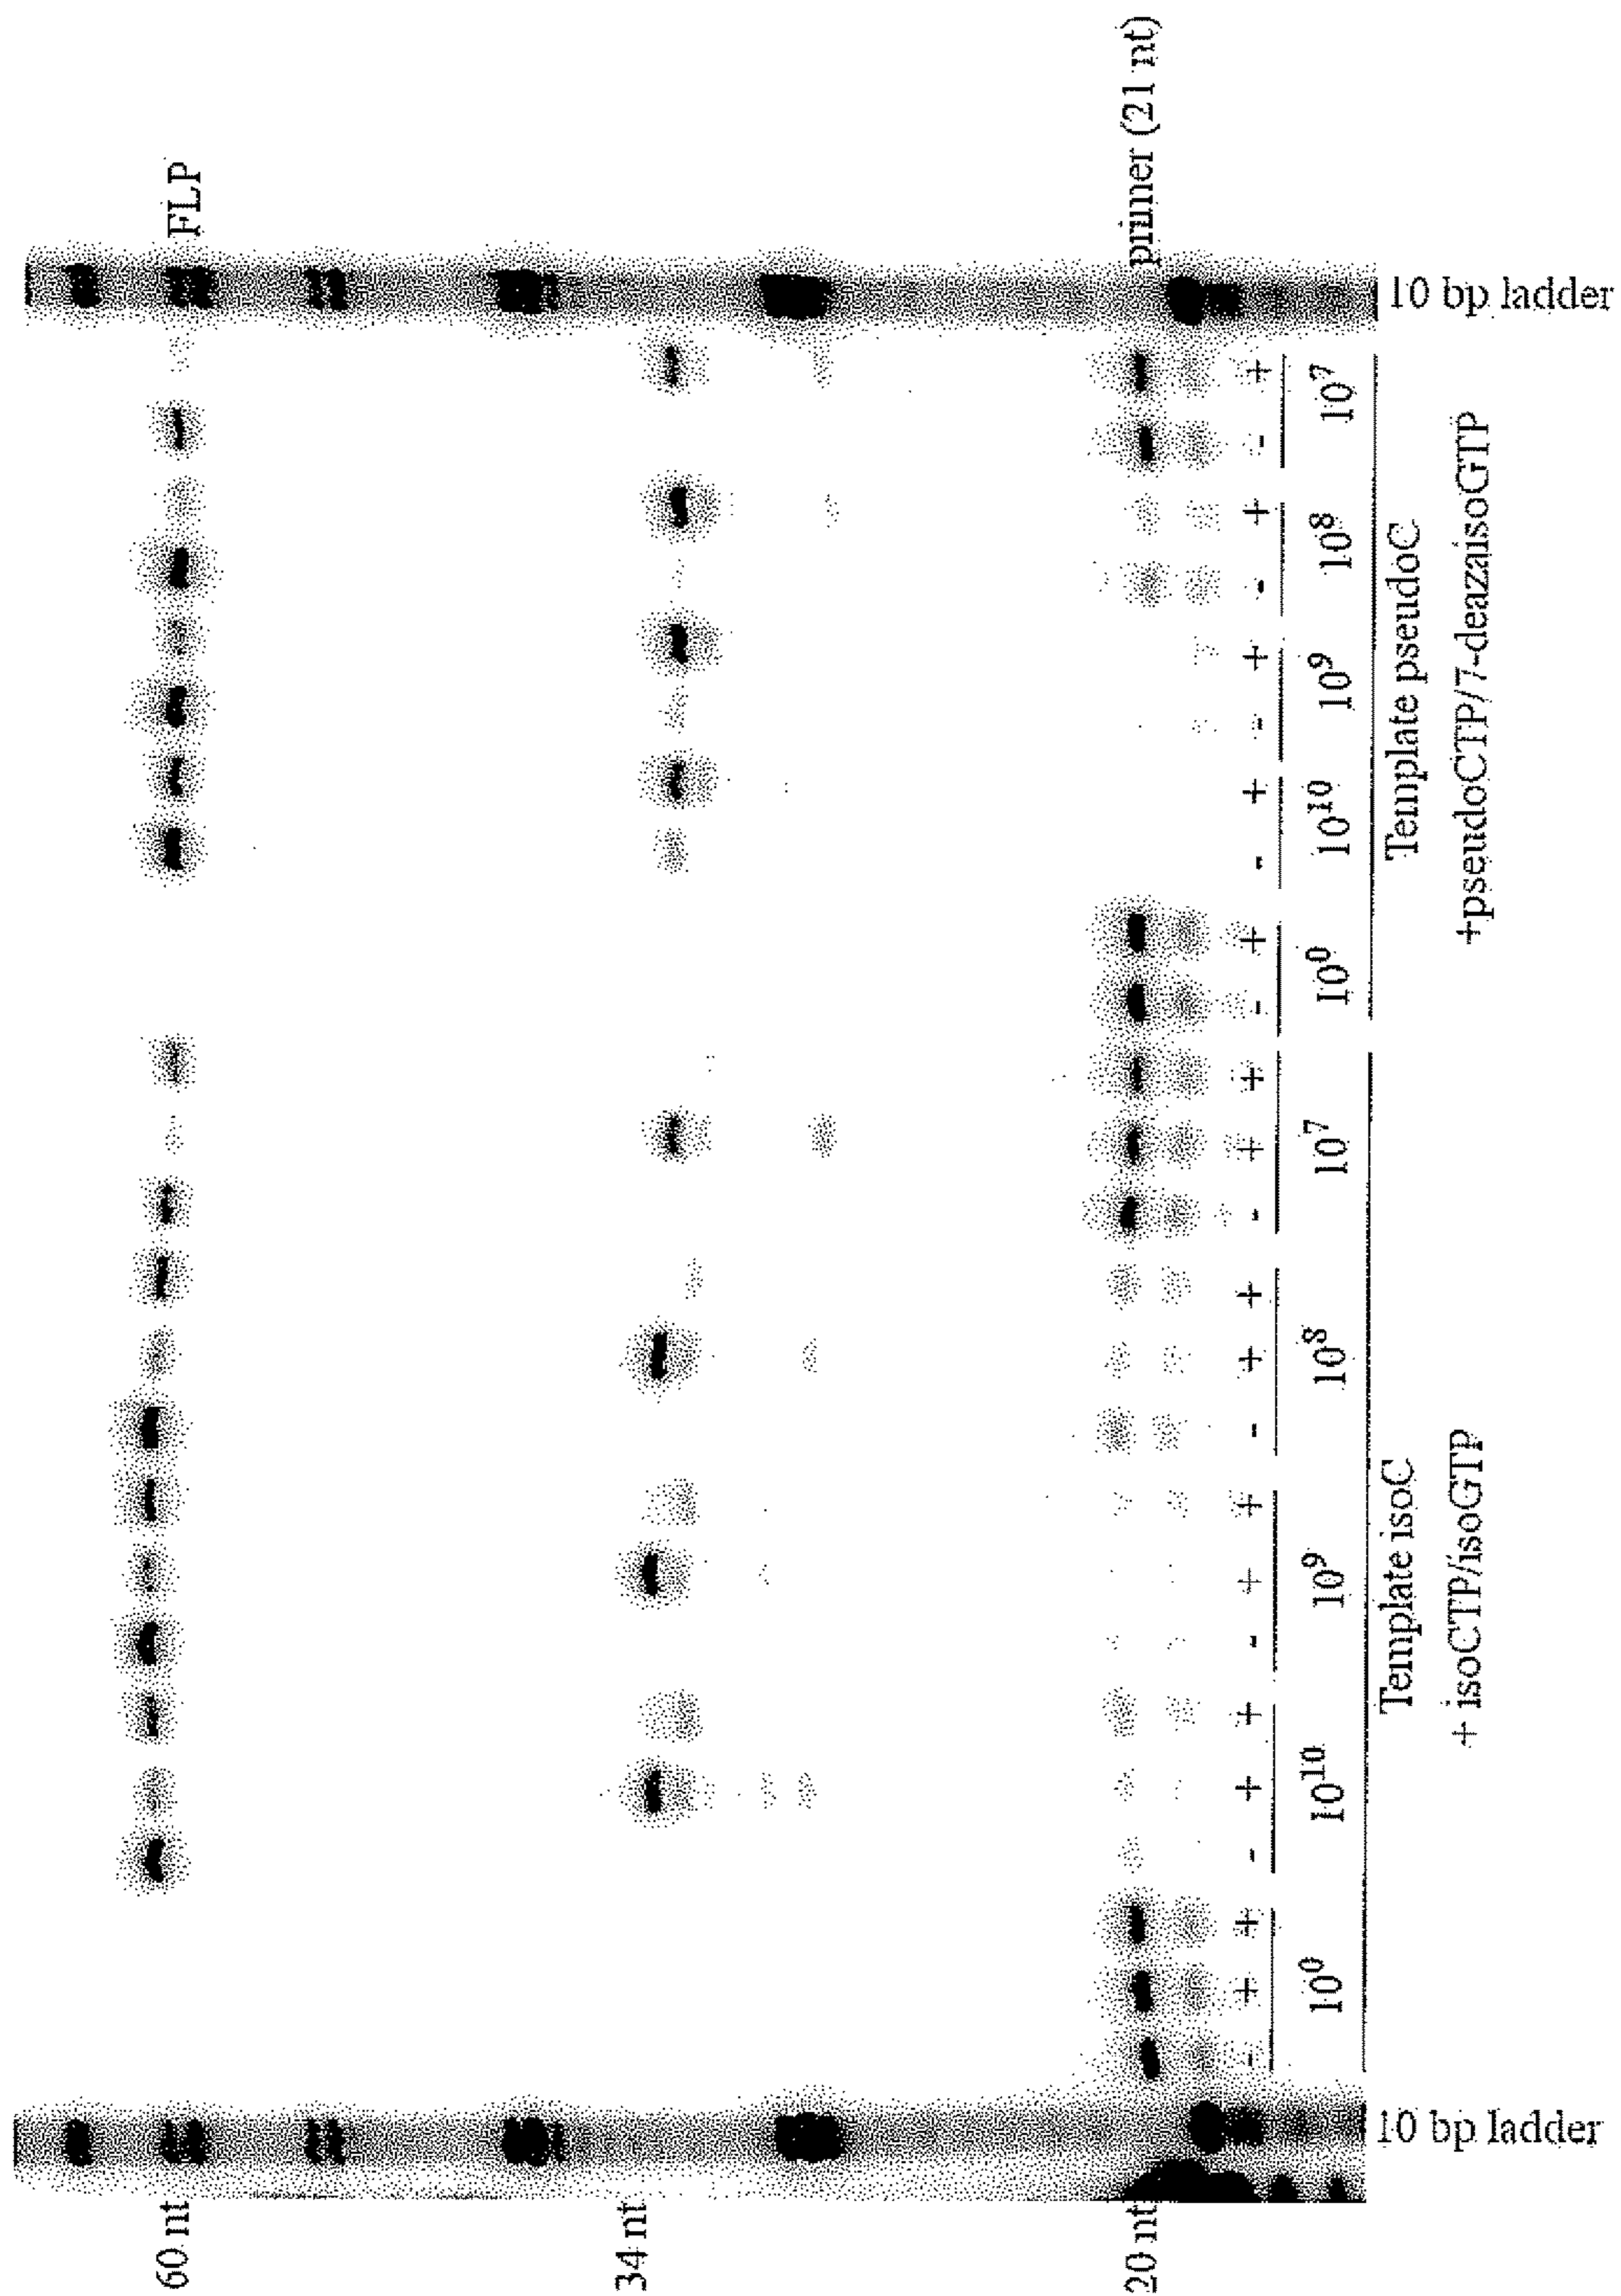 60 nt
FLP
34 nt
20 nt
primer (21 nt)
- + + - + + - + + - + + - + + - + - + - + - + - +
10⁰ 10¹⁰ 10⁹ 10⁸ 10⁷ 10⁰ 10¹⁰ 10⁹ 10⁸ 10⁷
10 bp ladder
Template isoC
+ isoCTP/isoGTP
Template pseudoC
+pseudoCTP/7-deazaisoGTP
10 bp ladder